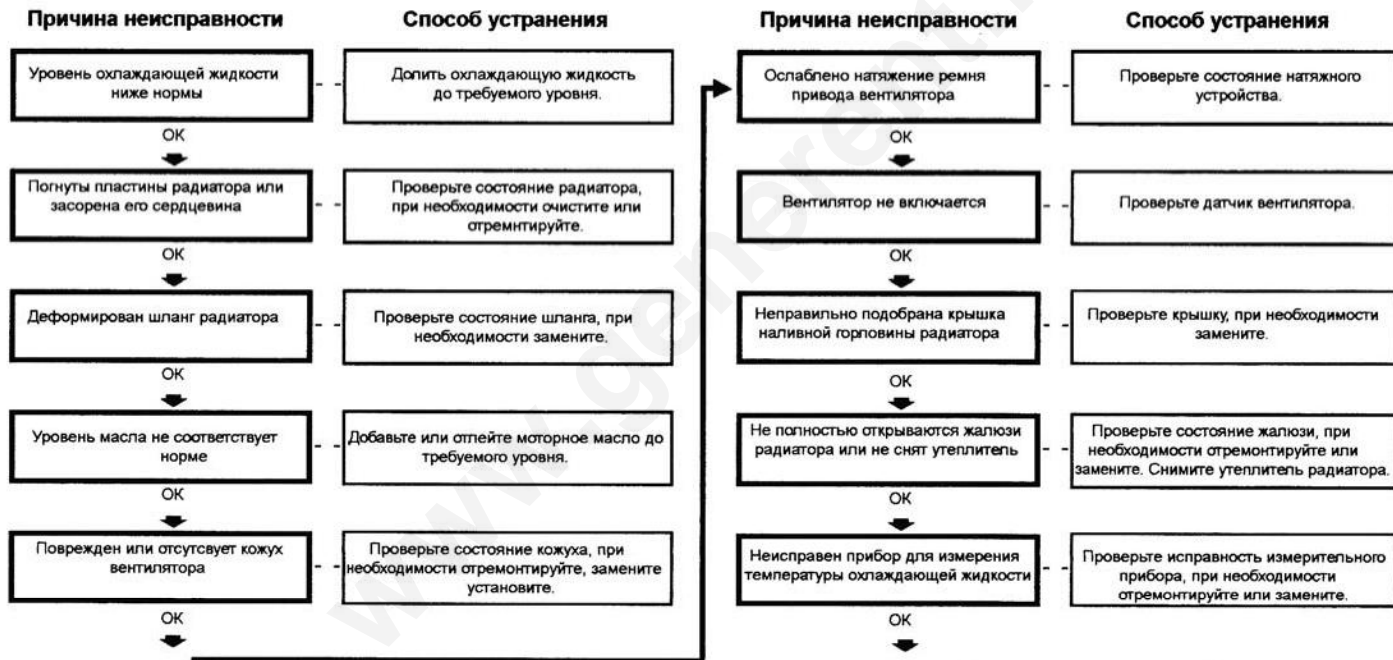 Причина неисправности
Способ устранения
Уровень охлаждающей жидкости
ниже нормы
Долить охлаждающую жидкость
до требуемого уровня.
ОК
Погнуты пластины радиатора или
засорена его сердцевина
Проверьте состояние радиатора,
при необходимости очистите или
отремнтируйте.
ОК
Деформирован шланг радиатора
Проверьте состояние шланга, при
необходимости замените.
ОК
Уровень масла не соответствует
норме
Добавьте или отлейте моторное масло до
требуемого уровня.
ОК
Поврежден или отсутсвует кожух
вентилятора
Проверьте состояние кожуха, при
необходимости отремонтируйте, замените
установите.
ОК
Причина неисправности
Способ устранения
Ослаблено натяжение ремня
привода вентилятора
Проверьте состояние натяжного
устройства.
ОК
Вентилятор не включается
Проверьте датчик вентилятора.
ОК
Неправильно подобрана крышка
наливной горловины радиатора
Проверьте крышку, при необходимости
замените.
ОК
Не полностью открываются жалюзи
радиатора или не снят утеплитель
Проверьте состояние жалюзи, при
необходимости отремонтируйте или
замените. Снимите утеплитель радиатора.
ОК
Неисправен прибор для измерения
температуры охлаждающей жидкости
Проверьте исправность измерительного
прибора, при необходимости
отремонтируйте или замените.
ОК